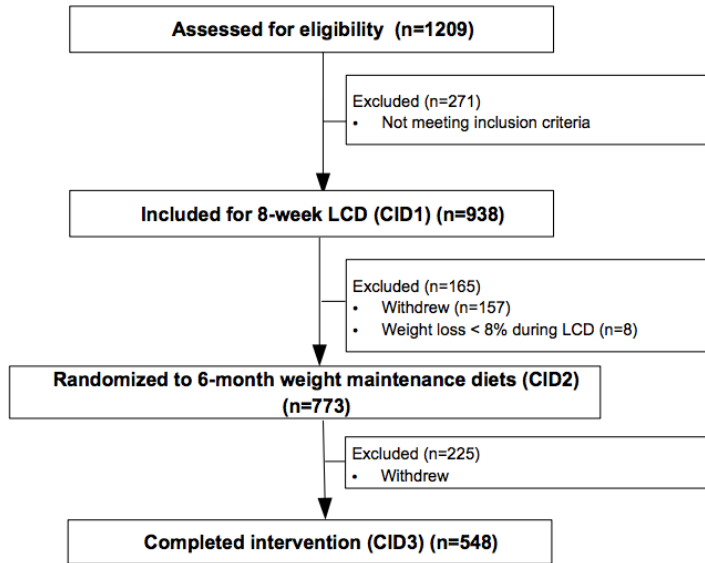 Assessed for eligibility (n=1209)
Excluded (n=271)
• Not meeting inclusion criteria
Included for 8-week LCD (CID1) (n=938)
Excluded (n=165)
• Withdrew (n=157)
• Weight loss < 8% during LCD (n=8)
Randomized to 6-month weight maintenance diets (CID2)
(n=773)
Excluded (n=225)
• Withdrew
Completed intervention (CID3) (n=548)